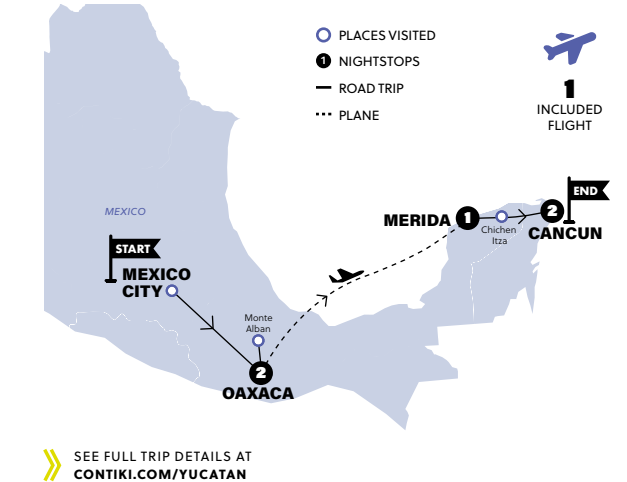 PLACES VISITED
1 NIGHTSTOPS
ROAD TRIP
PLANE
1
INCLUDED
FLIGHT
MEXICO
START
MEXICO
CITY
Monte
Alban
2
OAXACA
MERIDA
1
Chichen
Itza
2
END
CANCUN
SEE FULL TRIP DETAILS AT
CONTIKI.COM/YUCATAN